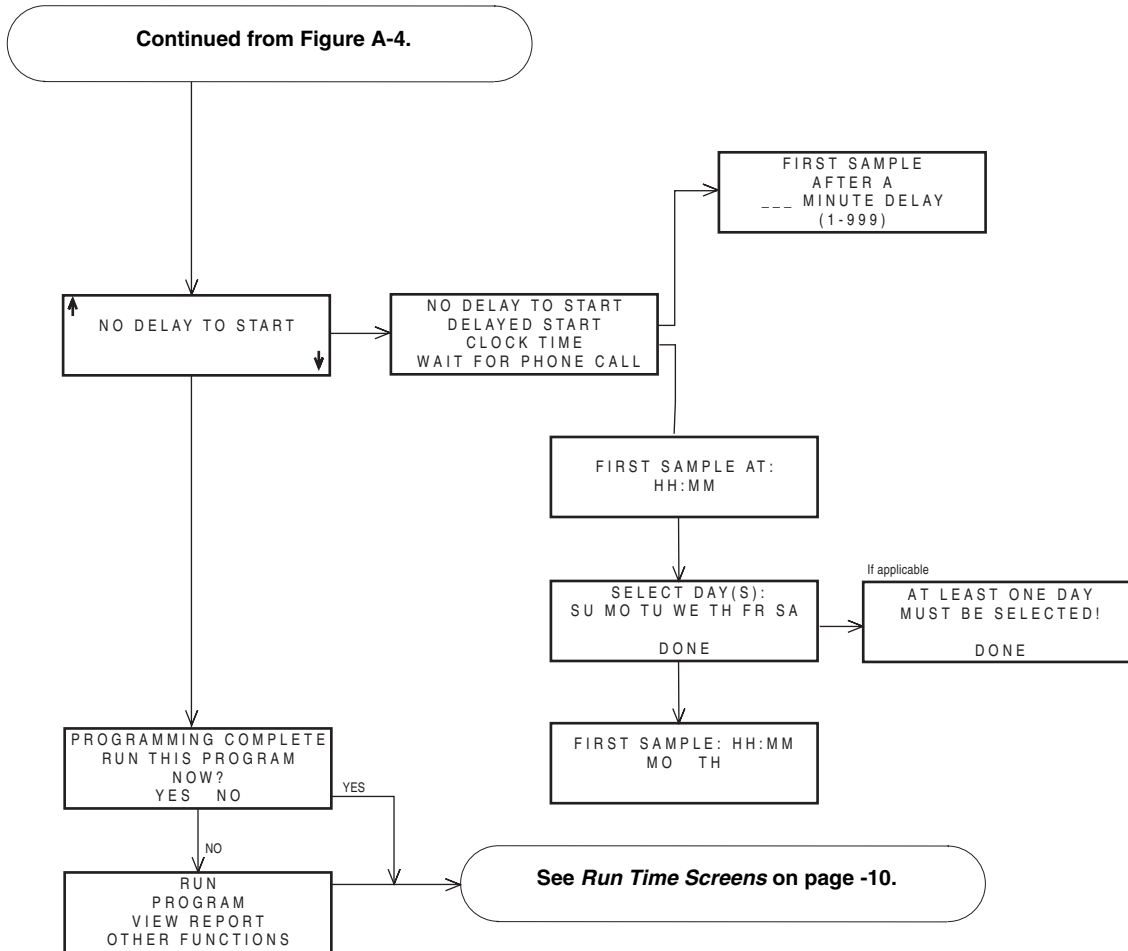 Continued from Figure A-4.
FIRST SAMPLE
AFTER A
_ _ _ MINUTE DELAY
(1-999)
NO DELAY TO START
NO DELAY TO START
DELAYED START
CLOCK TIME
WAIT FOR PHONE CALL
FIRST SAMPLE AT:
HH:MM
SELECT DAY(S):
SU MO TU WE TH FR SA
DONE
If applicable
AT LEAST ONE DAY
MUST BE SELECTED!
DONE
FIRST SAMPLE: HH:MM
MO TH
PROGRAMMING COMPLETE
RUN THIS PROGRAM
NOW?
YES NO
YES
NO
RUN
PROGRAM
VIEW REPORT
OTHER FUNCTIONS
See Run Time Screens on page -10.